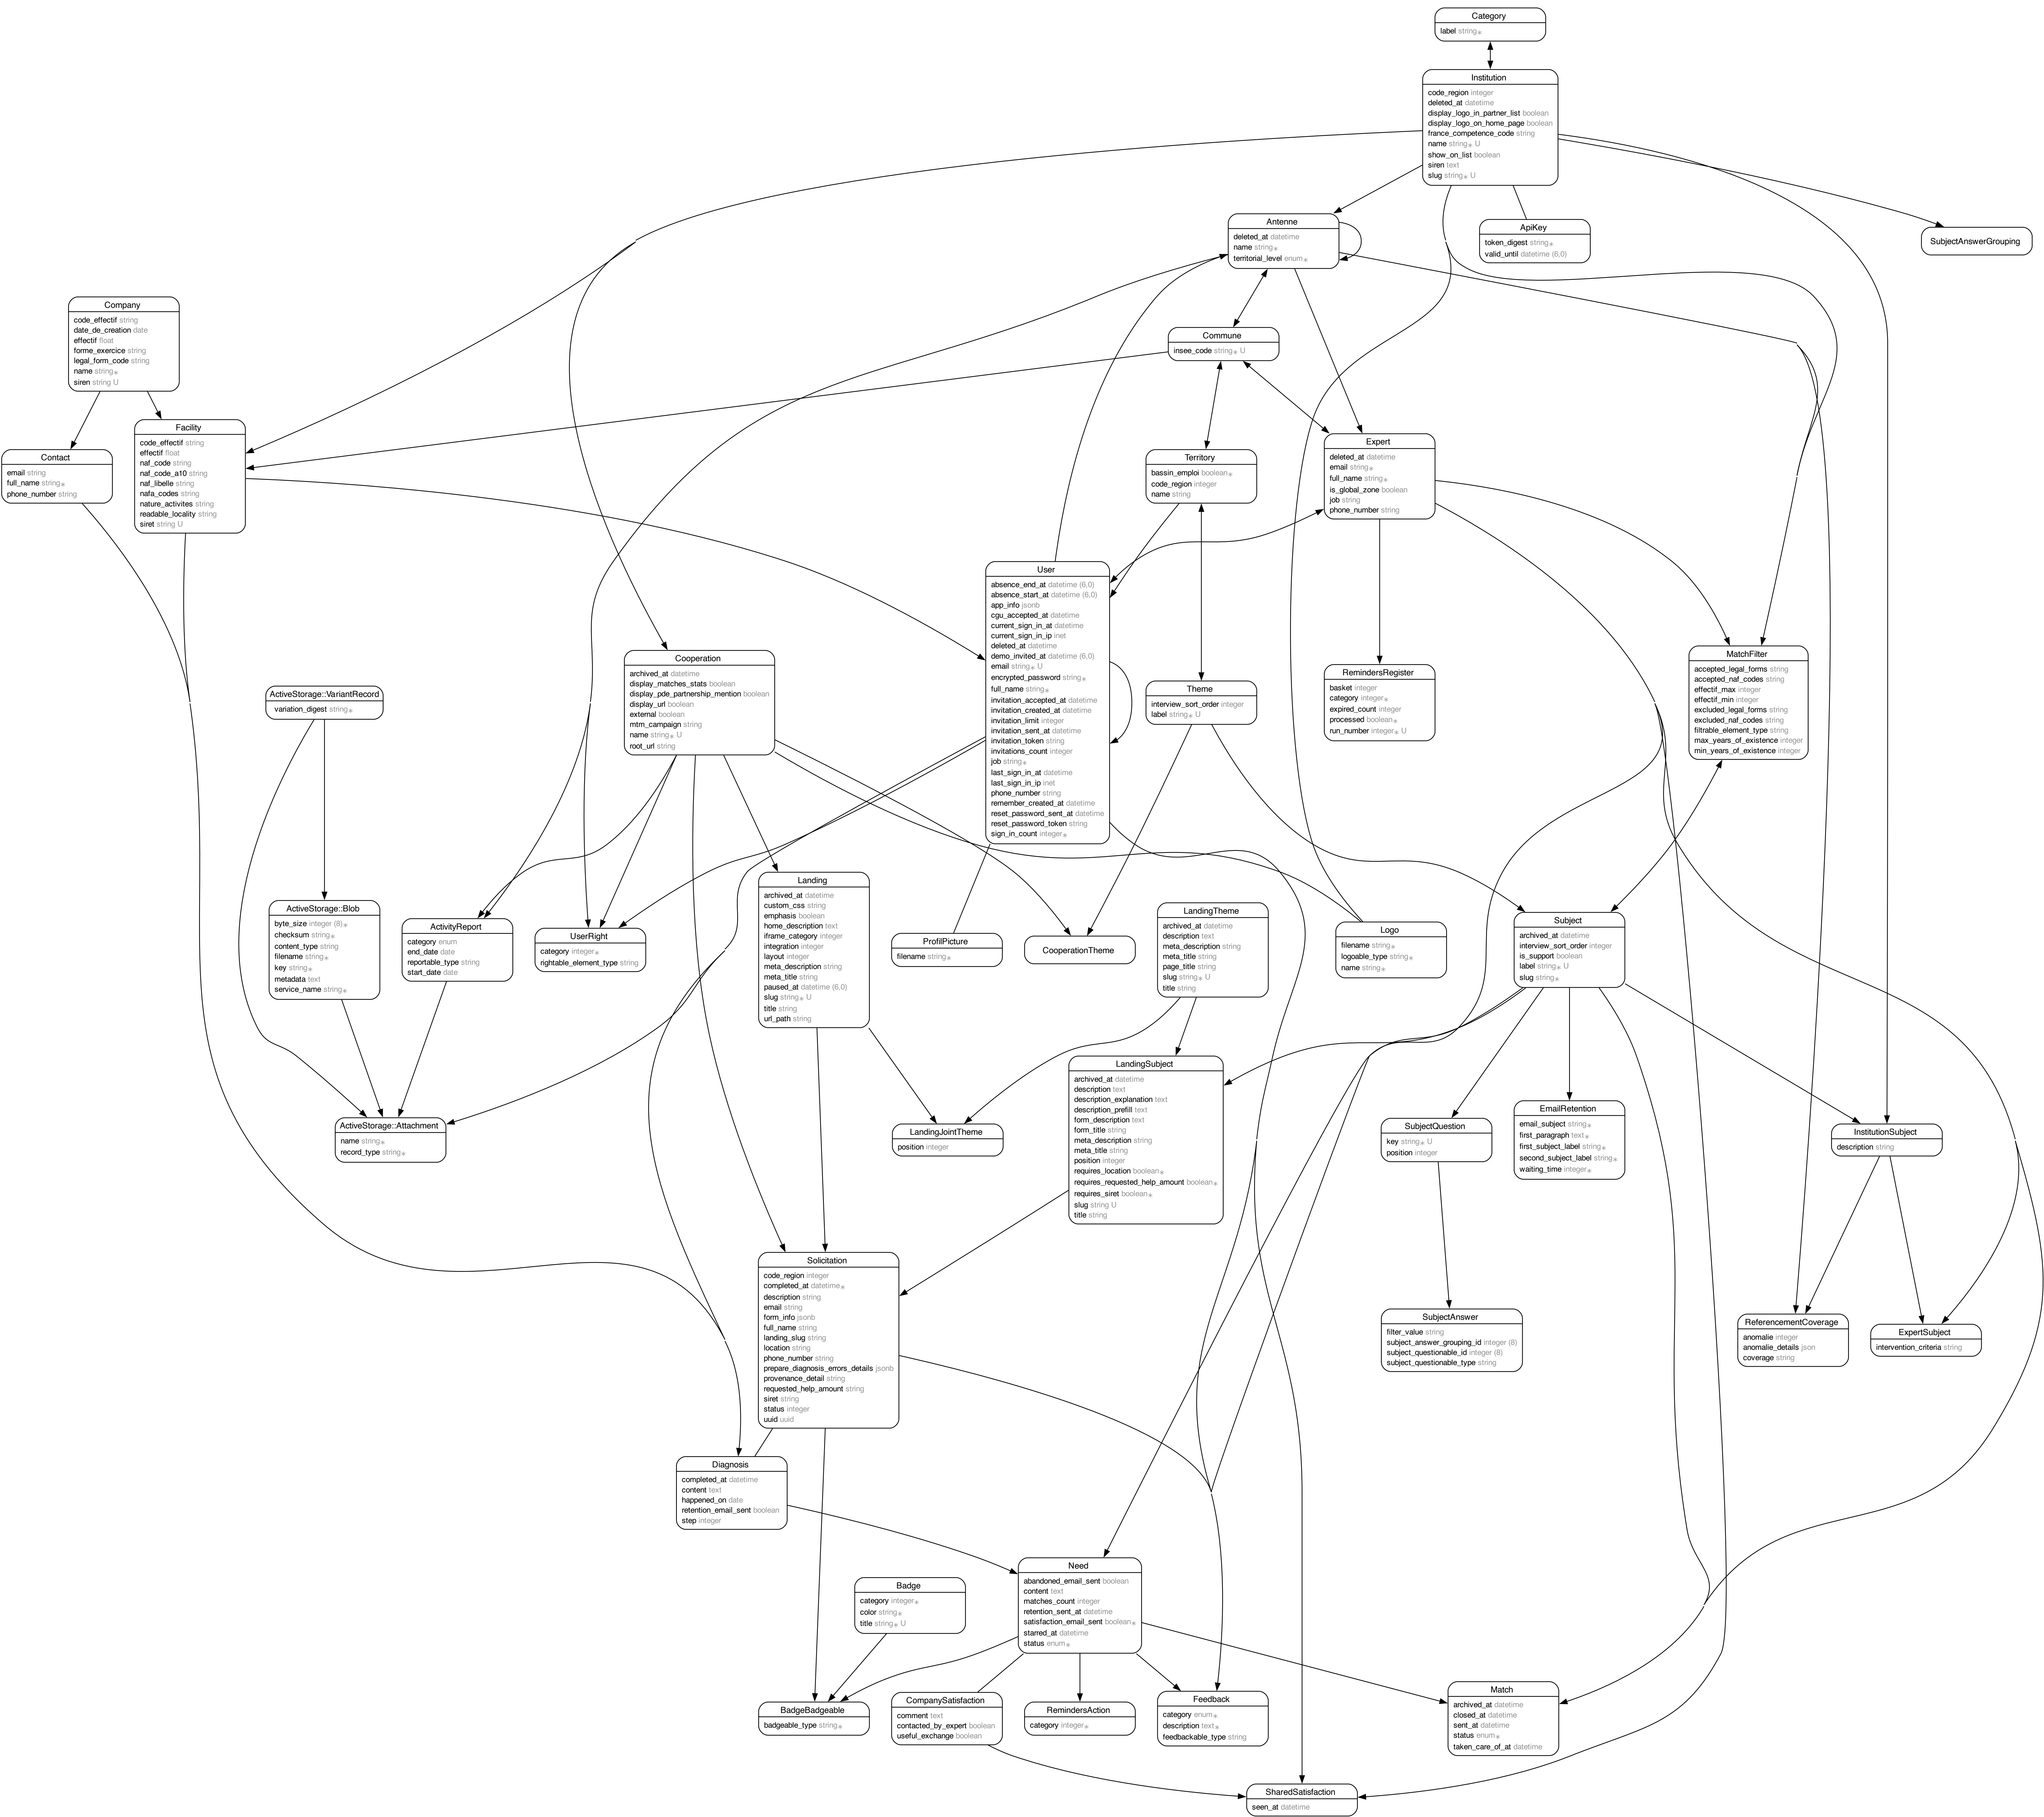 Category
label string*
Institution
code_region integer
deleted_at datetime
display_logo_in_partner_list boolean
display_logo_on_home_page boolean
france_competence_code string
name string* U
show_on_list boolean
siren text
slug string* U
Antenne
deleted_at datetime
name string*
territorial_level enum*
ApiKey
token_digest string*
valid_until datetime (6,0)
SubjectAnswerGrouping
Company
code_effectif string
date_de_creation date
effectif float
forme_exercice string
legal_form_code string
name string*
siren string U
Commune
insee_code string* U
Facility
code_effectif string
effectif float
naf_code string
naf_code_a10 string
naf_libelle string
nafa_codes string
nature_activites string
readable_locality string
siret string U
Contact
email string
full_name string*
phone_number string
Territory
bassin_emploi boolean*
code_region integer
name string
Expert
deleted_at datetime
email string*
full_name string*
is_global_zone boolean
job string
phone_number string
User
absence_end_at datetime (6,0)
absence_start_at datetime (6,0)
app_info jsonb
cgu_accepted_at datetime
current_sign_in_at datetime
current_sign_in_ip inet
deleted_at datetime
demo_invited_at datetime (6,0)
email string* U
encrypted_password string*
full_name string*
invitation_accepted_at datetime
invitation_created_at datetime
invitation_limit integer
invitation_sent_at datetime
invitation_token string
invitations_count integer
job string*
last_sign_in_at datetime
last_sign_in_ip inet
phone_number string
remember_created_at datetime
reset_password_sent_at datetime
reset_password_token string
sign_in_count integer*
Cooperation
archived_at datetime
display_matches_stats boolean
display_pde_partnership_mention boolean
display_url boolean
external boolean
mtm_campaign string
name string* U
root_url string
MatchFilter
accepted_legal_forms string
accepted_naf_codes string
effectif_max integer
effectif_min integer
excluded_legal_forms string
excluded_naf_codes string
filtrable_element_type string
max_years_of_existence integer
min_years_of_existence integer
RemindersRegister
basket integer
category integer*
expired_count integer
processed boolean*
run_number integer* U
Theme
interview_sort_order integer
label string* U
ActiveStorage::VariantRecord
variation_digest string*
ActiveStorage::Blob
byte_size integer (8)*
checksum string*
content_type string
filename string*
key string*
metadata text
service_name string*
ActivityReport
category enum
end_date date
reportable_type string
start_date date
UserRight
category integer*
rightable_element_type string
Landing
archived_at datetime
custom_css string
emphasis boolean
home_description text
iframe_category integer
integration integer
layout integer
meta_description string
meta_title string
paused_at datetime (6,0)
slug string* U
title string
url_path string
ProfilPicture
filename string*
CooperationTheme
LandingTheme
archived_at datetime
description text
meta_description string
meta_title string
page_title string
slug string* U
title string
Logo
filename string*
logoable_type string*
name string*
Subject
archived_at datetime
interview_sort_order integer
is_support boolean
label string* U
slug string*
LandingSubject
archived_at datetime
description text
description_explanation text
description_prefill text
form_description text
form_title string
meta_description string
meta_title string
position integer
requires_location boolean*
requires_requested_help_amount boolean*
requires_siret boolean*
slug string U
title string
ActiveStorage::Attachment
name string*
record_type string*
LandingJointTheme
position integer
SubjectQuestion
key string* U
position integer
EmailRetention
email_subject string*
first_paragraph text*
first_subject_label string*
second_subject_label string*
waiting_time integer*
InstitutionSubject
description string
Solicitation
code_region integer
completed_at datetime*
description string
email string
form_info jsonb
full_name string
landing_slug string
location string
phone_number string
prepare_diagnosis_errors_details jsonb
provenance_detail string
requested_help_amount string
siret string
status integer
uuid uuid
SubjectAnswer
filter_value string
subject_answer_grouping_id integer (8)
subject_questionable_id integer (8)
subject_questionable_type string
ReferencementCoverage
anomalie integer
anomalie_details json
coverage string
ExpertSubject
intervention_criteria string
Diagnosis
completed_at datetime
content text
happened_on date
retention_email_sent boolean
step integer
Need
abandoned_email_sent boolean
content text
matches_count integer
retention_sent_at datetime
satisfaction_email_sent boolean*
starred_at datetime
status enum*
Badge
category integer*
color string*
title string* U
BadgeBadgeable
badgeable_type string*
CompanySatisfaction
comment text
contacted_by_expert boolean
useful_exchange boolean
RemindersAction
category integer*
Feedback
category enum*
description text*
feedbackable_type string
Match
archived_at datetime
closed_at datetime
sent_at datetime
status enum*
taken_care_of_at datetime
SharedSatisfaction
seen_at datetime